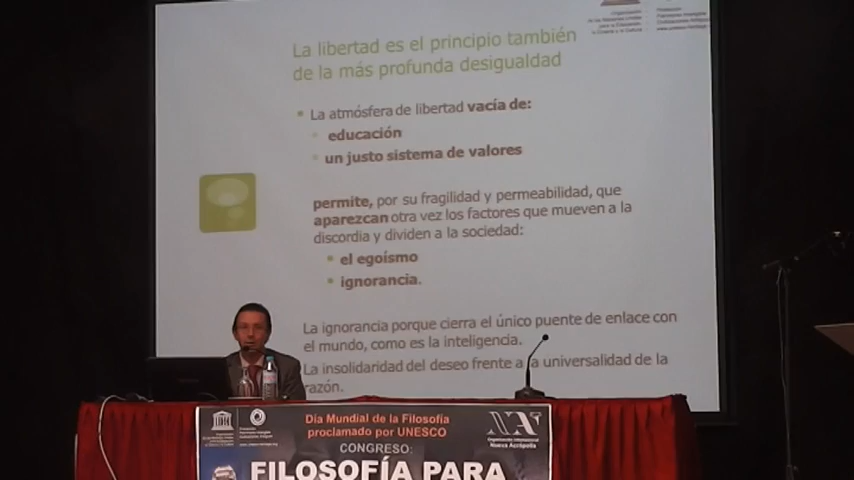 La libertad es el principio también
de la más profunda desigualdad
La atmósfera de libertad vacía de:
educación
un justo sistema de valores
permite, por su fragilidad y permeabilidad, que
aparezcan otra vez los factores que mueven a la
discordia y dividen a la sociedad:
el egoísmo
ignorancia.
La ignorancia porque cierra el único puente de enlace con
el mundo, como es la inteligencia.
La insolidaridad del deseo frente a la universalidad de la
razón.
Día Mundial de la Filosofía
proclamado por UNESCO
CONGRESO:
FILOSOFÍA PARA
Organización Internacional
Nueva Acrópolis